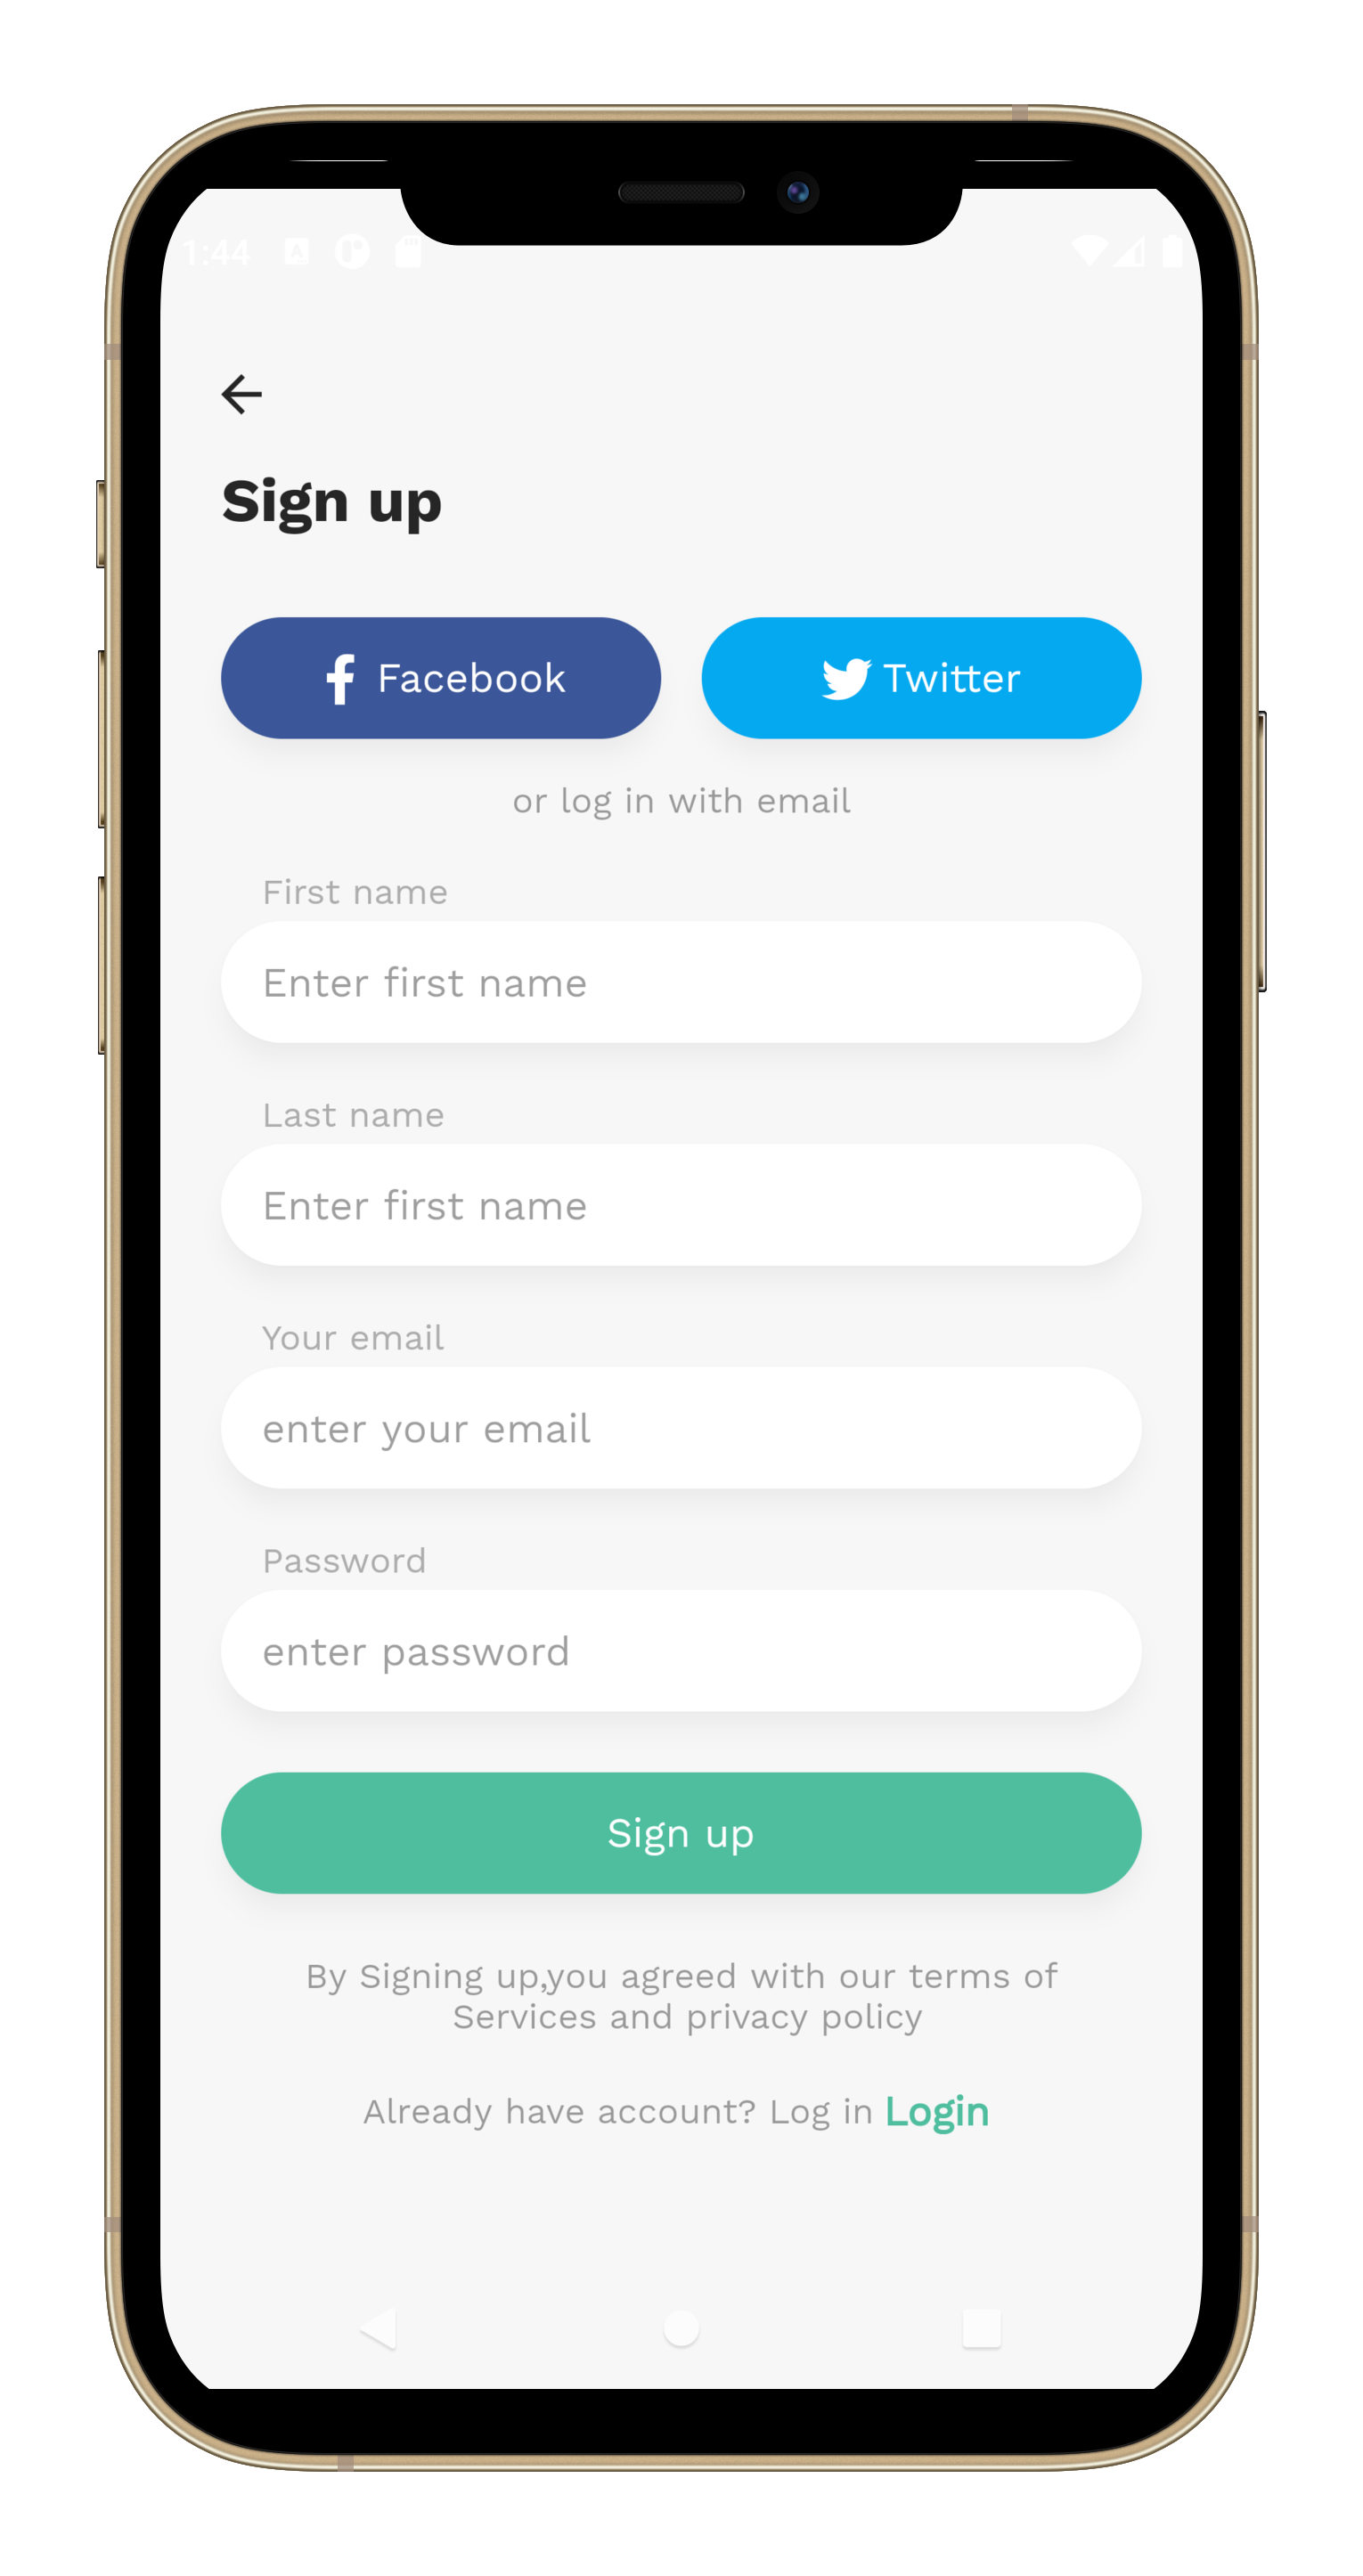 1:44
Sign up
Facebook
Twitter
or log in with email
First name
Enter first name
Last name
Enter first name
Your email
enter your email
Password
enter password
Sign up
By Signing up,you agreed with our terms of
Services and privacy policy
Already have account? Log in Login